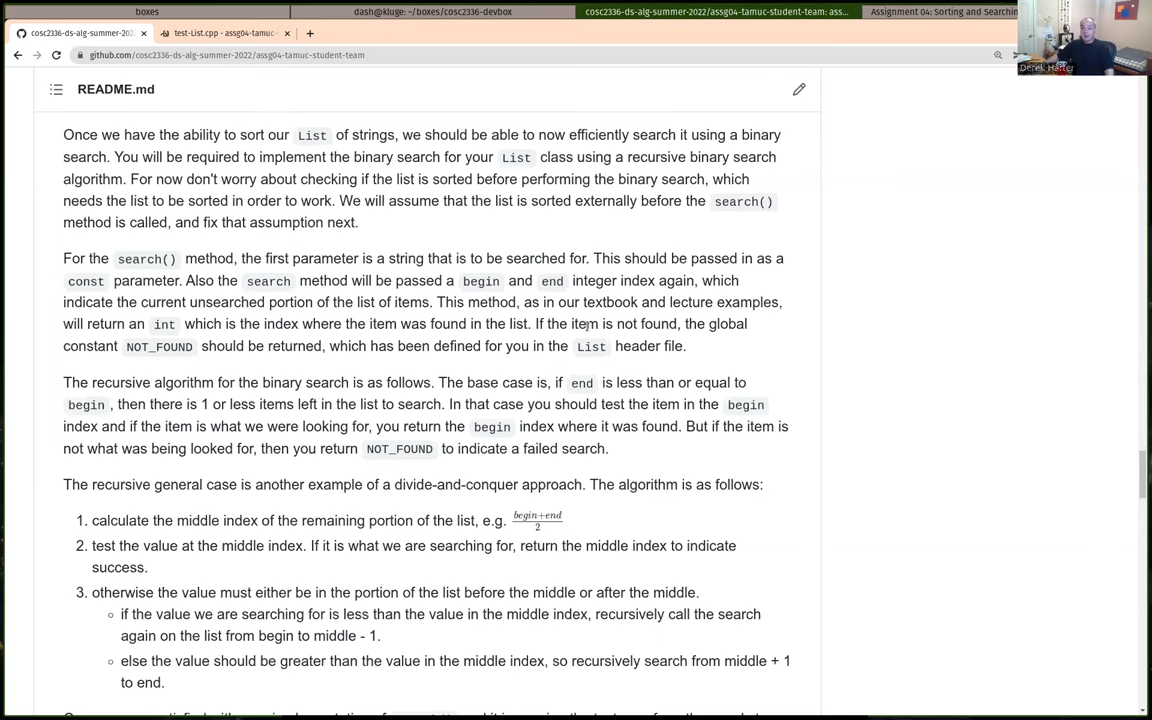 boxes
dash@kluge: ~/boxes/cosc2336-devbox
cosc2336-ds-alg-summer-2022/assg04-tamuc-student-team: ass...
Assignment 04: Sorting and Searching
cosc2336-ds-alg-summer-202
test-List.cpp - assg04-tamuc-
github.com/cosc2336-ds-alg-summer-2022/assg04-tamuc-student-team
Derek Harter
README.md
Once we have the ability to sort our List of strings, we should be able to now efficiently search it using a binary
search. You will be required to implement the binary search for your List class using a recursive binary search
algorithm. For now don't worry about checking if the list is sorted before performing the binary search, which
needs the list to be sorted in order to work. We will assume that the list is sorted externally before the search()
method is called, and fix that assumption next.
For the search() method, the first parameter is a string that is to be searched for. This should be passed in as a
const parameter. Also the search method will be passed a begin and end integer index again, which
indicate the current unsearched portion of the list of items. This method, as in our textbook and lecture examples,
will return an int which is the index where the item was found in the list. If the item is not found, the global
constant NOT_FOUND should be returned, which has been defined for you in the List header file.
The recursive algorithm for the binary search is as follows. The base case is, if end is less than or equal to
begin , then there is 1 or less items left in the list to search. In that case you should test the item in the begin
index and if the item is what we were looking for, you return the begin index where it was found. But if the item is
not what was being looked for, then you return NOT_FOUND to indicate a failed search.
The recursive general case is another example of a divide-and-conquer approach. The algorithm is as follows:
1. calculate the middle index of the remaining portion of the list, e.g. begin+end/2
2. test the value at the middle index. If it is what we are searching for, return the middle index to indicate
success.
3. otherwise the value must either be in the portion of the list before the middle or after the middle.
◦ if the value we are searching for is less than the value in the middle index, recursively call the search
again on the list from begin to middle - 1.
◦ else the value should be greater than the value in the middle index, so recursively search from middle + 1
to end.